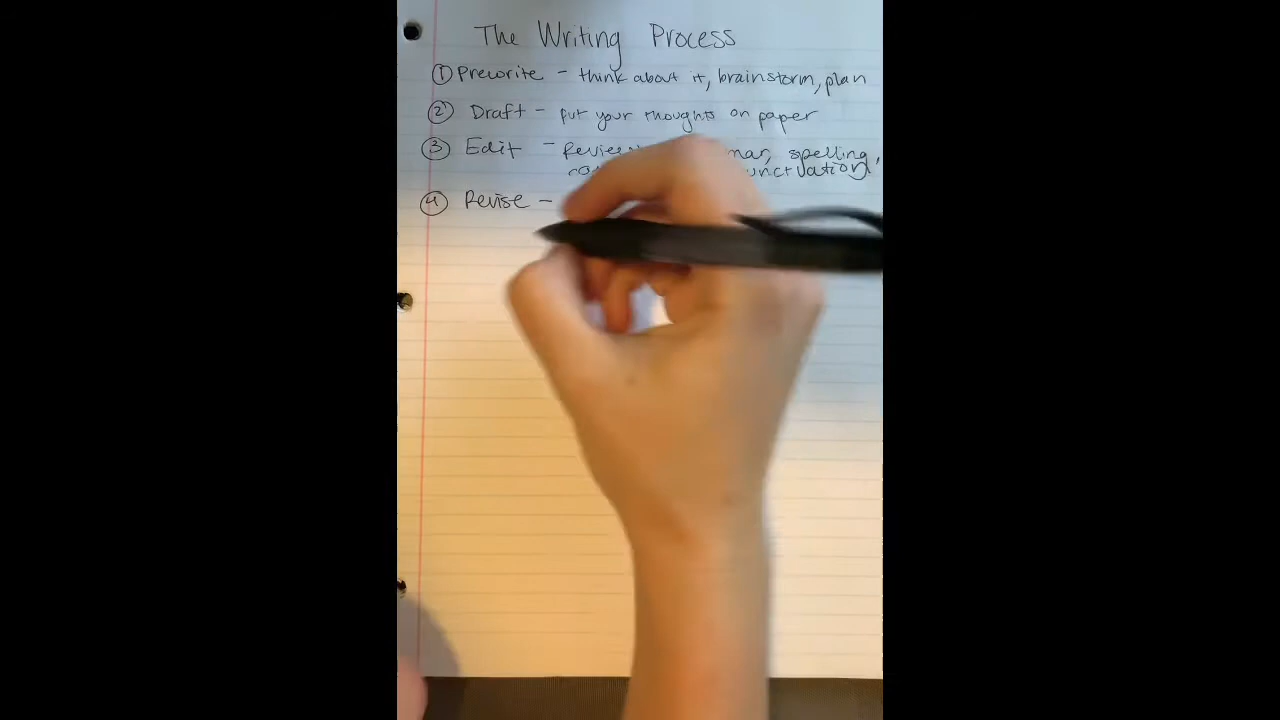 The Writing Process
① Prewrite - think about it, brainstorm, plan
② Draft - put your thoughts on paper
③ Edit - spelling,
④ Revise -